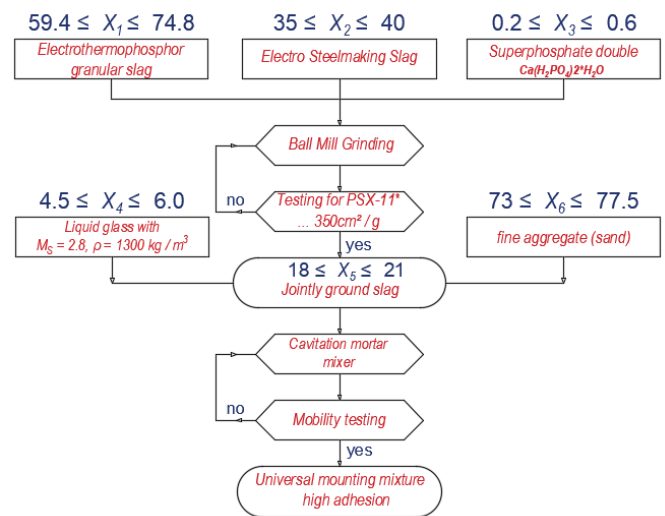 59.4 ≤ X₁ ≤ 74.8
35 ≤ X₂ ≤ 40
0.2 ≤ X₃ ≤ 0.6
Electrothermophosphor
granular slag
Electro Steelmaking Slag
Superphosphate double
Ca(H₂PO₄)2*H₂O
Ball Mill Grinding
no
Testing for PSX-11*
... 350cm² / g
yes
4.5 ≤ X₄ ≤ 6.0
Liquid glass with
Mₛ = 2.8, ρ = 1300 kg / m³
73 ≤ X₆ ≤ 77.5
fine aggregate (sand)
18 ≤ X₅ ≤ 21
Jointly ground slag
Cavitation mortar
mixer
no
Mobility testing
yes
Universal mounting mixture
high adhesion